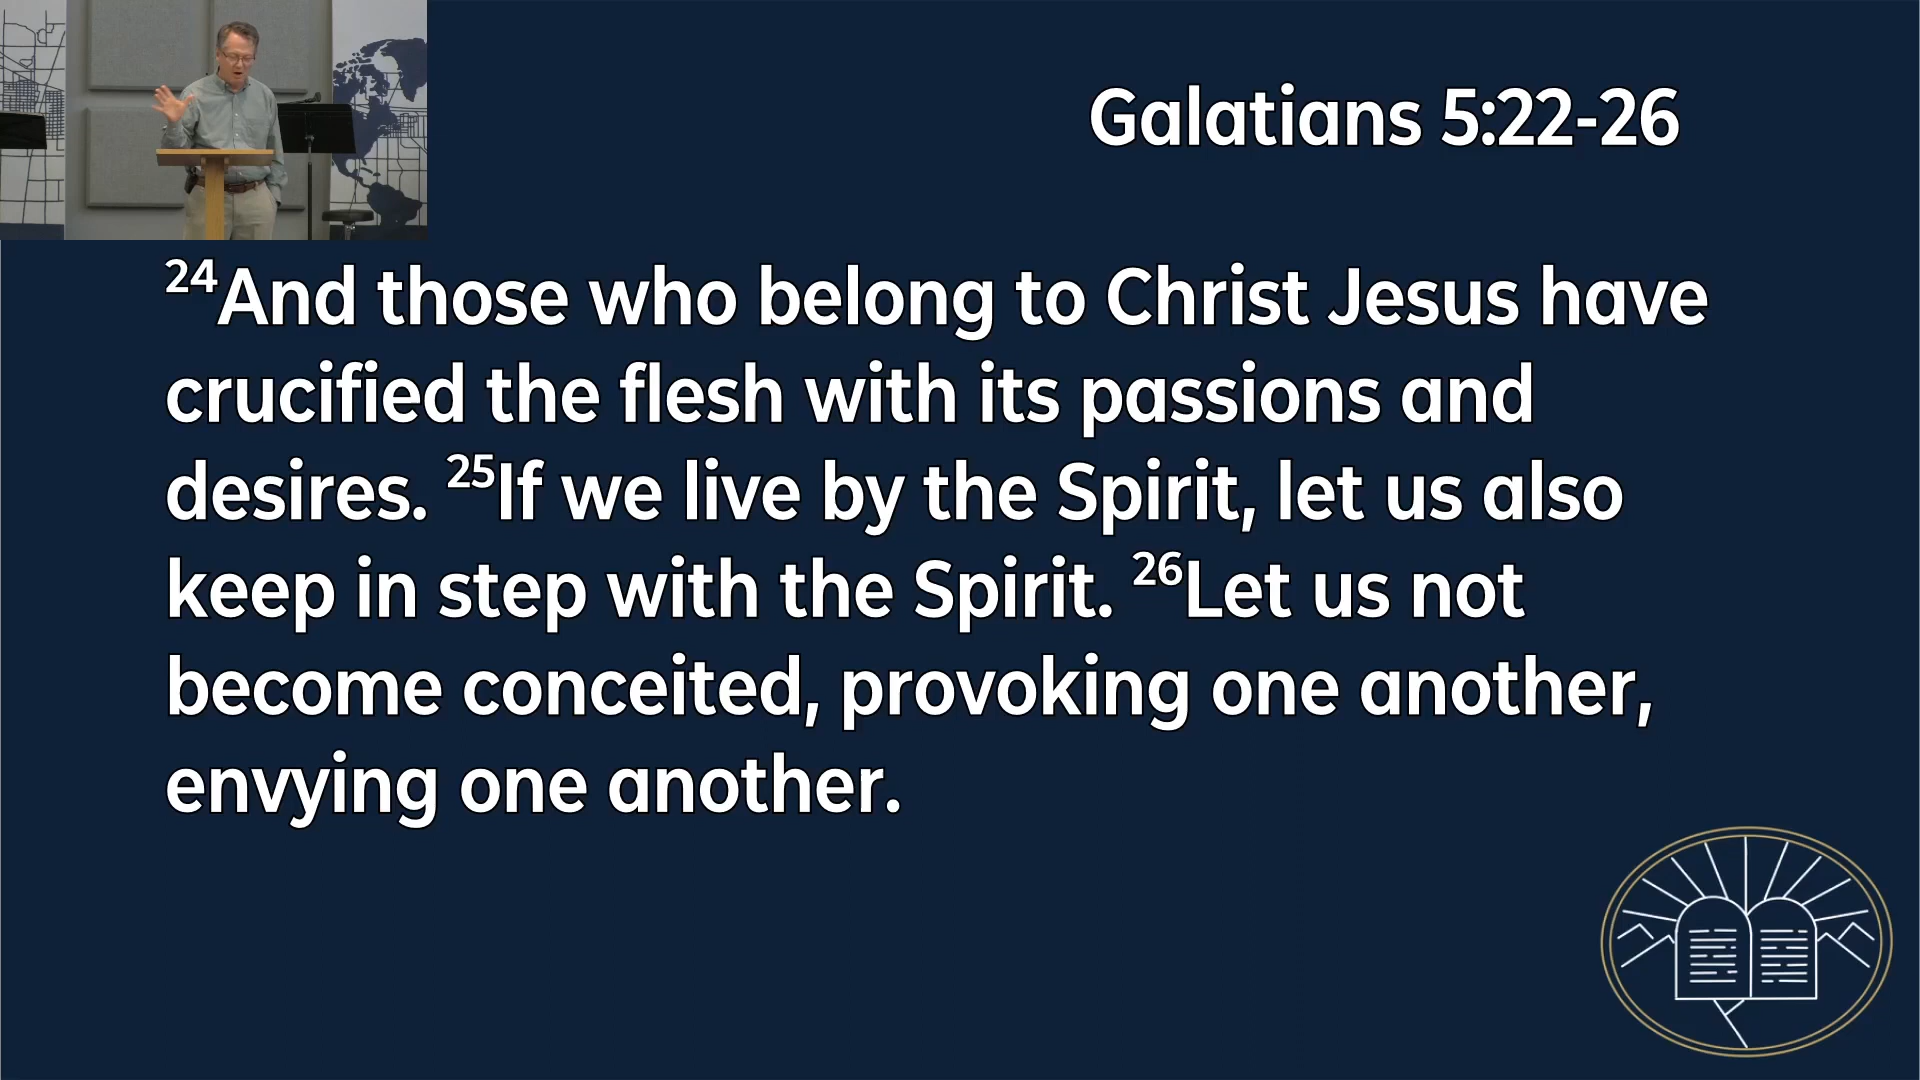 Galatians 5:22-26
24And those who belong to Christ Jesus have
crucified the flesh with its passions and
desires. 25If we live by the Spirit, let us also
keep in step with the Spirit. 26Let us not
become conceited, provoking one another,
envying one another.